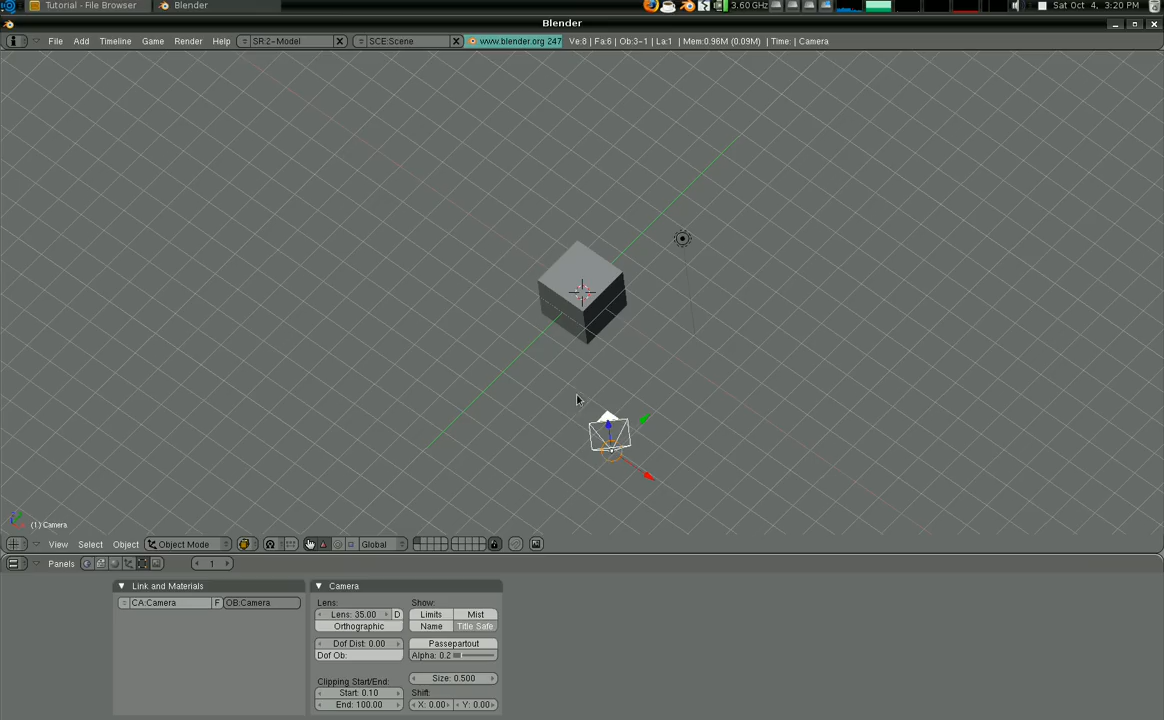 Tutorial - File Browser Blender 3.60 GHz Sat Oct 4, 3:20 PM
Blender
File Add Timeline Game Render Help SR:2-Model SCE:Scene www.blender.org 247 Ve:8 | Fa:6 | Ob:3-1 | La:1 | Mem:0.96M (0.09M) | Time: | Camera
(1) Camera
View Select Object Object Mode Global
Panels 1
Link and Materials Camera
CA:Camera F OB:Camera
Lens: Show:
Lens: 35.00 D Limits Mist
Orthographic Name Title Safe
Dof Dist: 0.00 Passepartout
Dof Ob: Alpha: 0.2
Clipping Start/End: Size: 0.500
Start: 0.10 Shift:
End: 100.00 X: 0.00 Y: 0.00